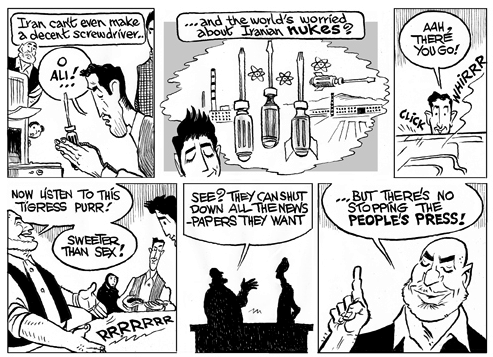 Iran can't even make
a decent screwdriver..
O
ALI!..
...and the world's worried
about Iranian nukes?
AAH,
THERE
YOU GO!
CLICK
WHIRRR
NOW LISTEN TO THIS
TIGRESS PURR!
SWEETER
THAN SEX!
RRRRRRR
SEE? THEY CAN SHUT
DOWN ALL THE NEWS
-PAPERS THEY WANT
...BUT THERE'S NO
STOPPING THE
PEOPLE'S PRESS!